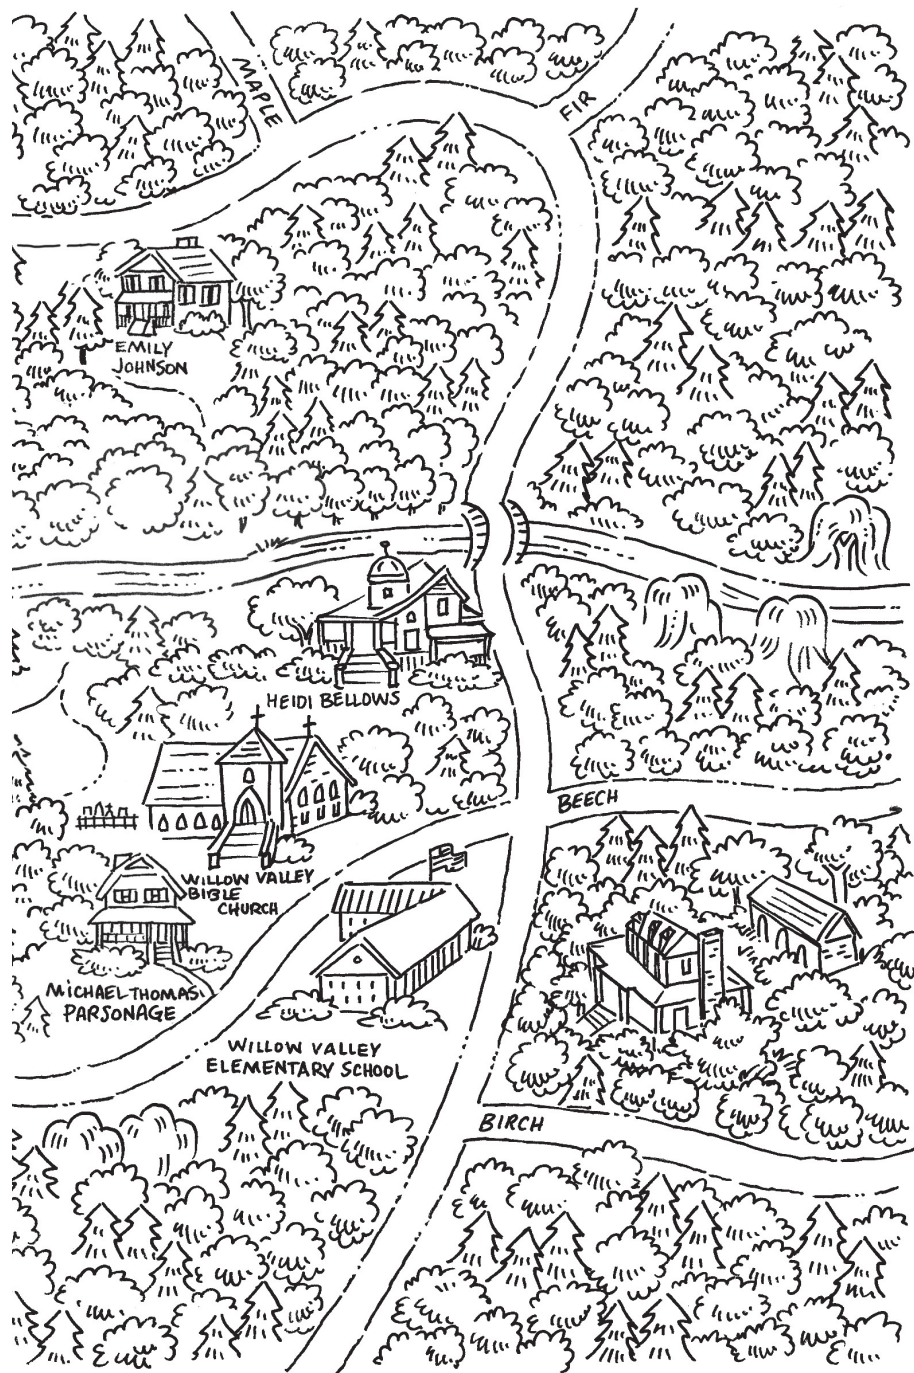 MAPLE
FIR
EMILY
JOHNSON
HEIDI BELLOWS
BEECH
WILLOW VALLEY
BIBLE
CHURCH
MICHAEL THOMAS
PARSONAGE
WILLOW VALLEY
ELEMENTARY SCHOOL
BIRCH